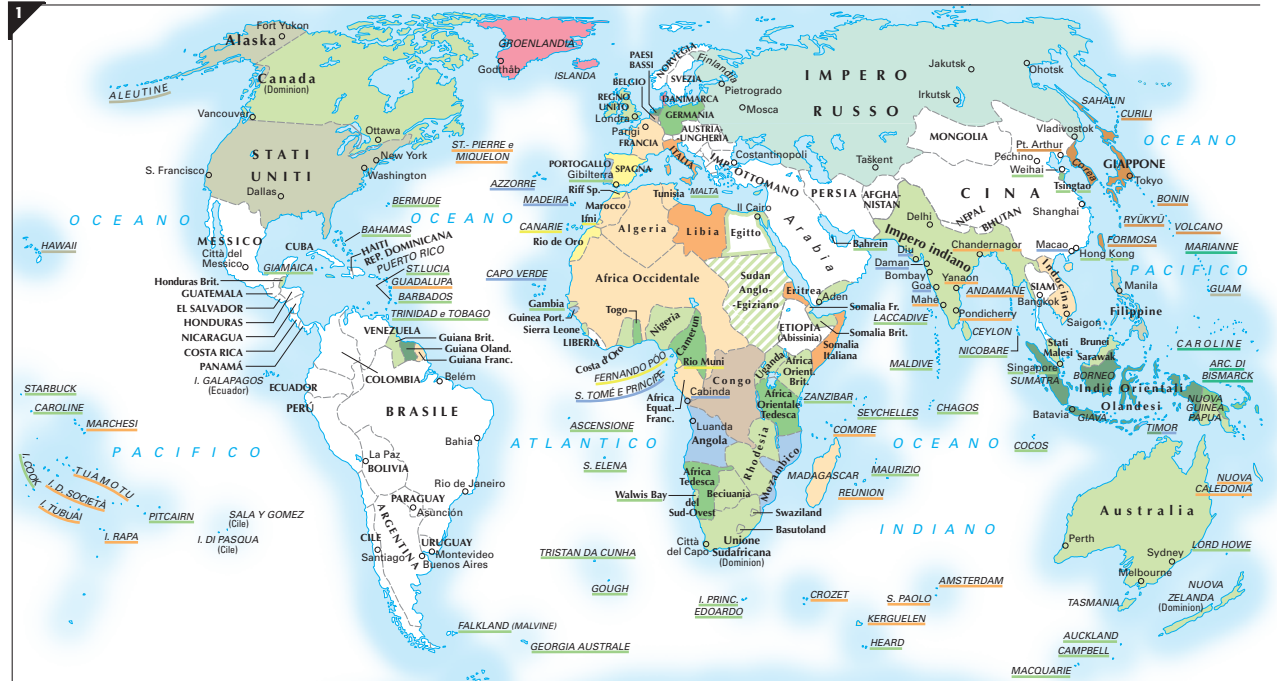 1
Fort Yukon
Alaska
ALEUTINE
Canada
(Dominion)
Vancouver
Ottawa
STATI
UNITI
New York
Washington
S. Francisco
Dallas
GROENLANDIA
Godthåb
ISLANDA
ST.- PIERRE e
MIQUELON
BERMUDE
BAHAMAS
OCEANO
HAWAII
MESSICO
Città del
Messico
CUBA
HAITI
REP. DOMINICANA
PUERTO RICO
GIAMAICA
ST.LUCIA
GUADALUPA
BARBADOS
TRINIDAD e TOBAGO
Honduras Brit.
GUATEMALA
EL SALVADOR
HONDURAS
NICARAGUA
COSTA RICA
PANAMÁ
I. GALAPAGOS
(Ecuador)
VENEZUELA
Guiana Brit.
Guiana Oland.
Guiana Franc.
COLOMBIA
ECUADOR
PERÚ
Belém
BRASILE
Bahia
La Paz
BOLIVIA
Rio de Janeiro
PARAGUAY
Asunción
CILE
Santiago
ARGENTINA
URUGUAY
Montevideo
Buenos Aires
STARBUCK
CAROLINE
MARCHESI
PACIFICO
I. COOK
TUAMOTU
I.D. SOCIETÀ
I. TUBUAI
I. RAPA
PITCAIRN
SALA Y GOMEZ
(Cile)
I. DI PASQUA
(Cile)
FALKLAND (MALVINE)
GEORGIA AUSTRALE
OCEANO
ATLANTICO
AZZORRE
MADEIRA
CANARIE
Rio de Oro
CAPO VERDE
ASCENSIONE
S. ELENA
TRISTAN DA CUNHA
GOUGH
I. PRINC.
EDOARDO
NORVEGIA
SVEZIA
Finlandia
PAESI
BASSI
BELGIO
DANIMARCA
REGNO
UNITO
Londra
GERMANIA
Parigi
FRANCIA
AUSTRIA-
UNGHERIA
ITALIA
PORTOGALLO
SPAGNA
Gibilterra
Riff Sp.
Marocco
Ifni
Tunisia
MALTA
Pietrogrado
Mosca
IMPERO
RUSSO
Jakutsk
Ohotsk
Irkutsk
Taškent
Costantinopoli
IMP. OTTOMANO
PERSIA
AFGHA-
NISTAN
Arabia
Bahrein
Aden
Algeria
Libia
Il Cairo
Egitto
Africa Occidentale
Sudan
Anglo-
-Egiziano
Eritrea
Somalia Fr.
Somalia Brit.
Somalia
Italiana
ETIOPIA
(Abissinia)
Gambia
Guinea Port.
Sierra Leone
LIBERIA
Costa d'Oro
Togo
Nigeria
Camerun
FERNANDO PÓO
S. TOMÉ E PRINCIPE
Rio Muni
Africa
Equat.
Franc.
Congo
Cabinda
Uganda
Africa
Orient.
Brit.
Africa
Orientale
Tedesca
Luanda
Angola
Rhodesia
Mozambico
Africa
Tedesca
del
Sud-Ovest
Walwis Bay
Beciuania
Swaziland
Basutoland
Città
del Capo
Unione
Sudafricana
(Dominion)
MADAGASCAR
ZANZIBAR
COMORE
SEYCHELLES
MAURIZIO
REUNION
CHAGOS
OCEANO
INDIANO
CROZET
AMSTERDAM
S. PAOLO
KERGUELEN
HEARD
MONGOLIA
CINA
NEPAL
BHUTAN
Vladivostok
Pt. Arthur
Pechino
Weihai
Tsingtao
Shanghai
Macao
Hong Kong
Corea
GIAPPONE
Tokyo
SAHALIN
CURILI
OCEANO
PACIFICO
BONIN
RYŪKYŪ
VOLCANO
FORMOSA
MARIANNE
GUAM
Manila
Filippine
Delhi
Impero indiano
Diu
Daman
Bombay
Goa
Mahé
Chandernagor
Yanaon
Pondicherry
LACCADIVE
MALDIVE
CEYLON
ANDAMANE
NICOBARE
SIAM
Bangkok
Indocina
Saigon
Stati
Malesi
Singapore
SUMATRA
Brunei
Sarawak
BORNEO
Indie Orientali
Olandesi
Batavia
GIAVA
TIMOR
COCOS
CAROLINE
ARC. DI
BISMARCK
NUOVA
GUINEA
PAPUA
NUOVA
CALEDONIA
Australia
Perth
Sydney
Melbourne
TASMANIA
LORD HOWE
NUOVA
ZELANDA
(Dominion)
AUCKLAND
CAMPBELL
MACQUARIE